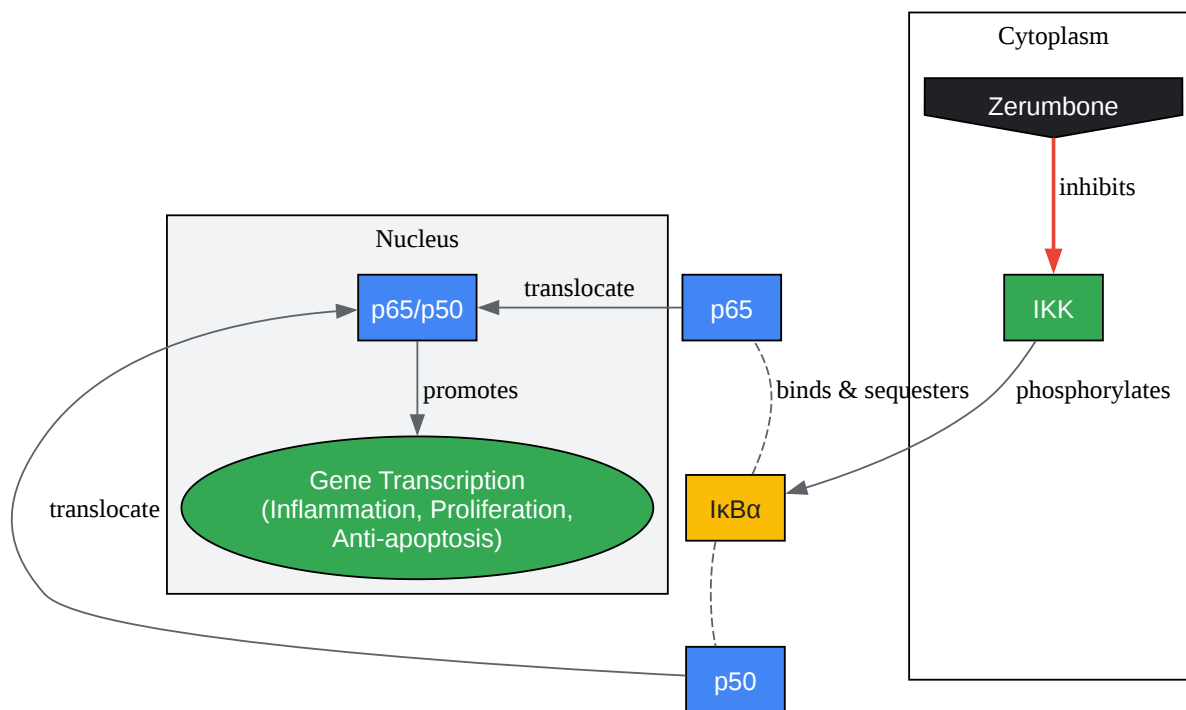 Cytoplasm
Zerumbone
inhibits
Nucleus
p65/p50
translocate
p65
IKK
promotes
binds & sequesters
phosphorylates
Gene Transcription
(Inflammation, Proliferation,
Anti-apoptosis)
translocate
IκBα
p50